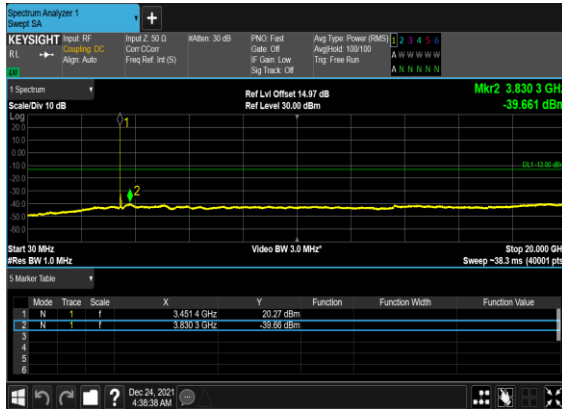 Spectrum Analyzer 1
Swept SA
+
KEYSIGHT Input: RF Input Z: 50 Ω #Atten: 30 dB PNO: Fast Avg Type: Power (RMS) 1 2 3 4 5 6
RL Coupling: DC Corr CCorr Gate: Off Avg|Hold: 100/100 A W W W W W
Align: Auto Freq Ref: Int (S) IF Gain: Low Trig: Free Run
LU Sig Track: Off A N N N N N
1 Spectrum Ref Lvl Offset 14.97 dB Mkr2 3.830 3 GHz
Scale/Div 10 dB Ref Level 30.00 dBm -39.661 dBm
Log
1
20.0
10.0
0.00
-10.0
DL1 -13.00 dBm
-20.0
-30.0
2
-40.0
-50.0
-60.0
Start 30 MHz Video BW 3.0 MHz* Stop 20.000 GHz
#Res BW 1.0 MHz Sweep ~38.3 ms (40001 pts)
5 Marker Table
Mode Trace Scale X Y Function Function Width Function Value
1 N 1 f 3.451 4 GHz 20.27 dBm
2 N 1 f 3.830 3 GHz -39.66 dBm
3
4
5
6
? Dec 24, 2021
4:38:38 AM